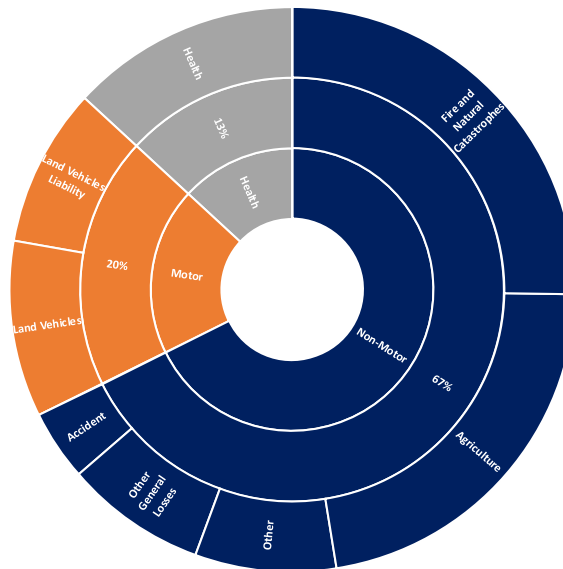 Health
Fire and
Natural
Catastrophes
13%
Land Vehicles
Liability
Health
20%
Motor
Land Vehicles
Non-Motor
67%
Accident
Agriculture
Other
General
Losses
Other